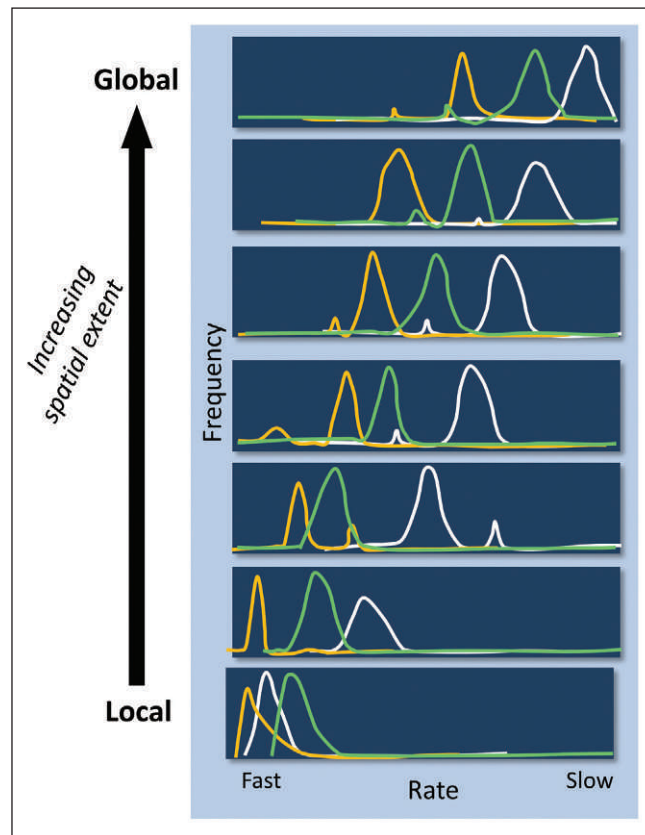 Global
Increasing
spatial extent
Frequency
Local
Fast
Rate
Slow